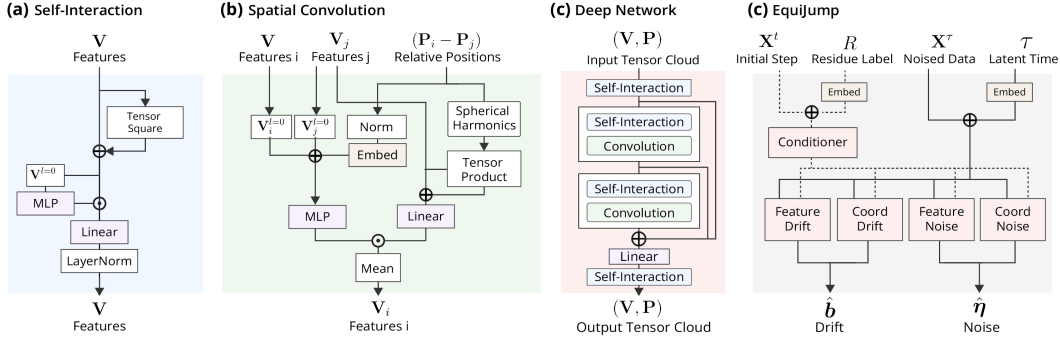 (a) Self-Interaction
V
Features
Tensor
Square
⊕
V^{l=0}
MLP
⊙
Linear
LayerNorm
V
Features
(b) Spatial Convolution
V
Features i
V_j
Features j
(P_i − P_j)
Relative Positions
V_i^{l=0}
V_j^{l=0}
Norm
Embed
Spherical
Harmonics
Tensor
Product
⊕
⊕
MLP
Linear
⊙
Mean
V_i
Features i
(c) Deep Network
(V, P)
Input Tensor Cloud
Self-Interaction
Self-Interaction
Convolution
Self-Interaction
Convolution
⊕
Linear
Self-Interaction
(V, P)
Output Tensor Cloud
(c) EquiJump
X^t
Initial Step
R
Residue Label
X^τ
Noised Data
τ
Latent Time
Embed
Embed
⊕
⊕
Conditioner
Feature
Drift
Coord
Drift
Feature
Noise
Coord
Noise
b̂
Drift
η̂
Noise